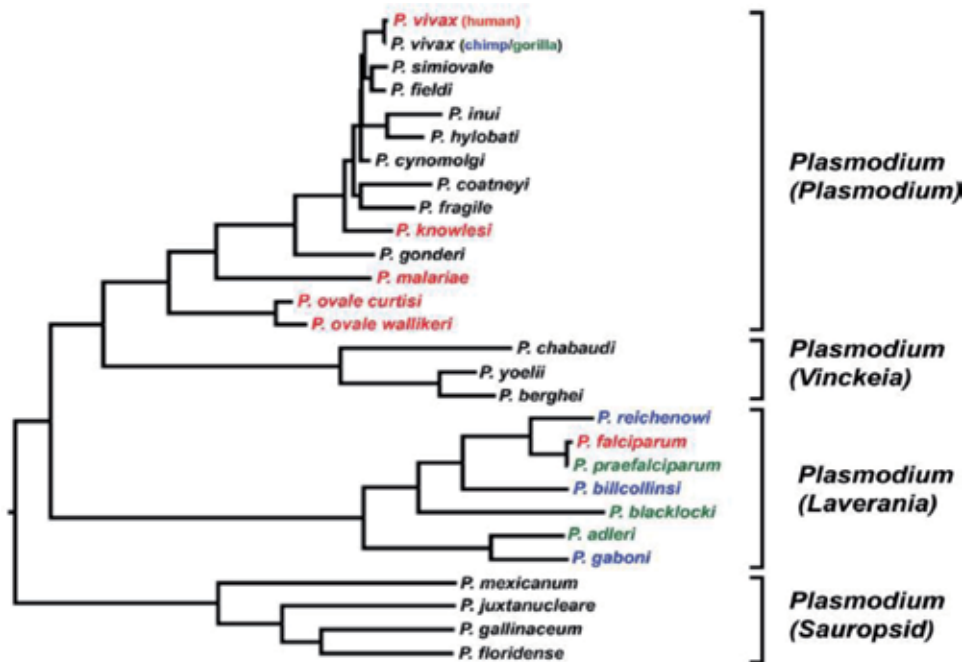 P. vivax (human)
P. vivax (chimp/gorilla)
P. simiovale
P. fieldi
P. inui
P. hylobati
P. cynomolgi
P. coatneyi
P. fragile
P. knowlesi
P. gonderi
P. malariae
P. ovale curtisi
P. ovale wallikeri
Plasmodium
(Plasmodium)
P. chabaudi
P. yoelii
P. berghei
Plasmodium
(Vinckeia)
P. reichenowi
P. falciparum
P. praefalciparum
P. billcollinsi
P. blacklocki
P. adleri
P. gaboni
Plasmodium
(Laverania)
P. mexicanum
P. juxtanucleare
P. gallinaceum
P. floridense
Plasmodium
(Sauropsid)